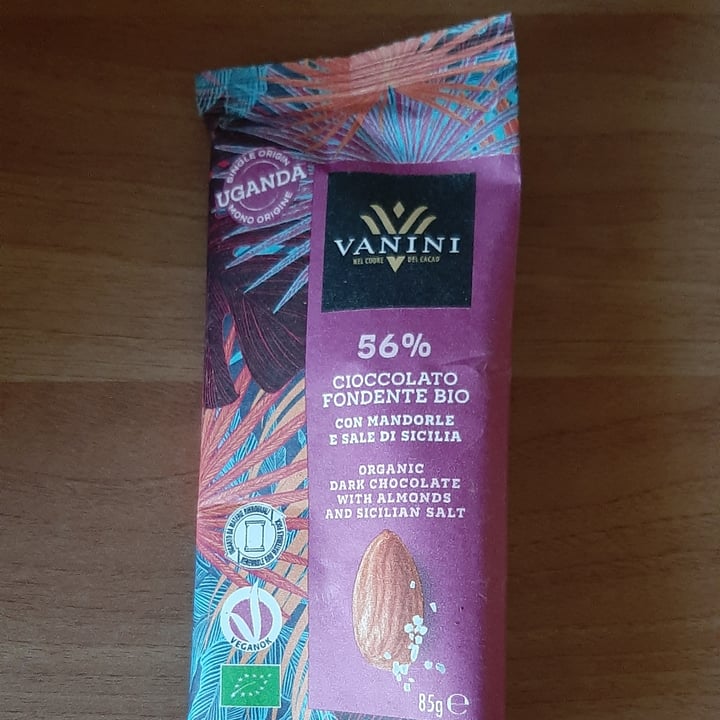 SINGLE ORIGIN
UGANDA
MONO ORIGINE
VANINI
NEL CUORE DEL CACAO
56%
CIOCCOLATO
FONDENTE BIO
CON MANDORLE
E SALE DI SICILIA
ORGANIC
DARK CHOCOLATE
WITH ALMONDS
AND SICILIAN SALT
VEGANOK
85g e